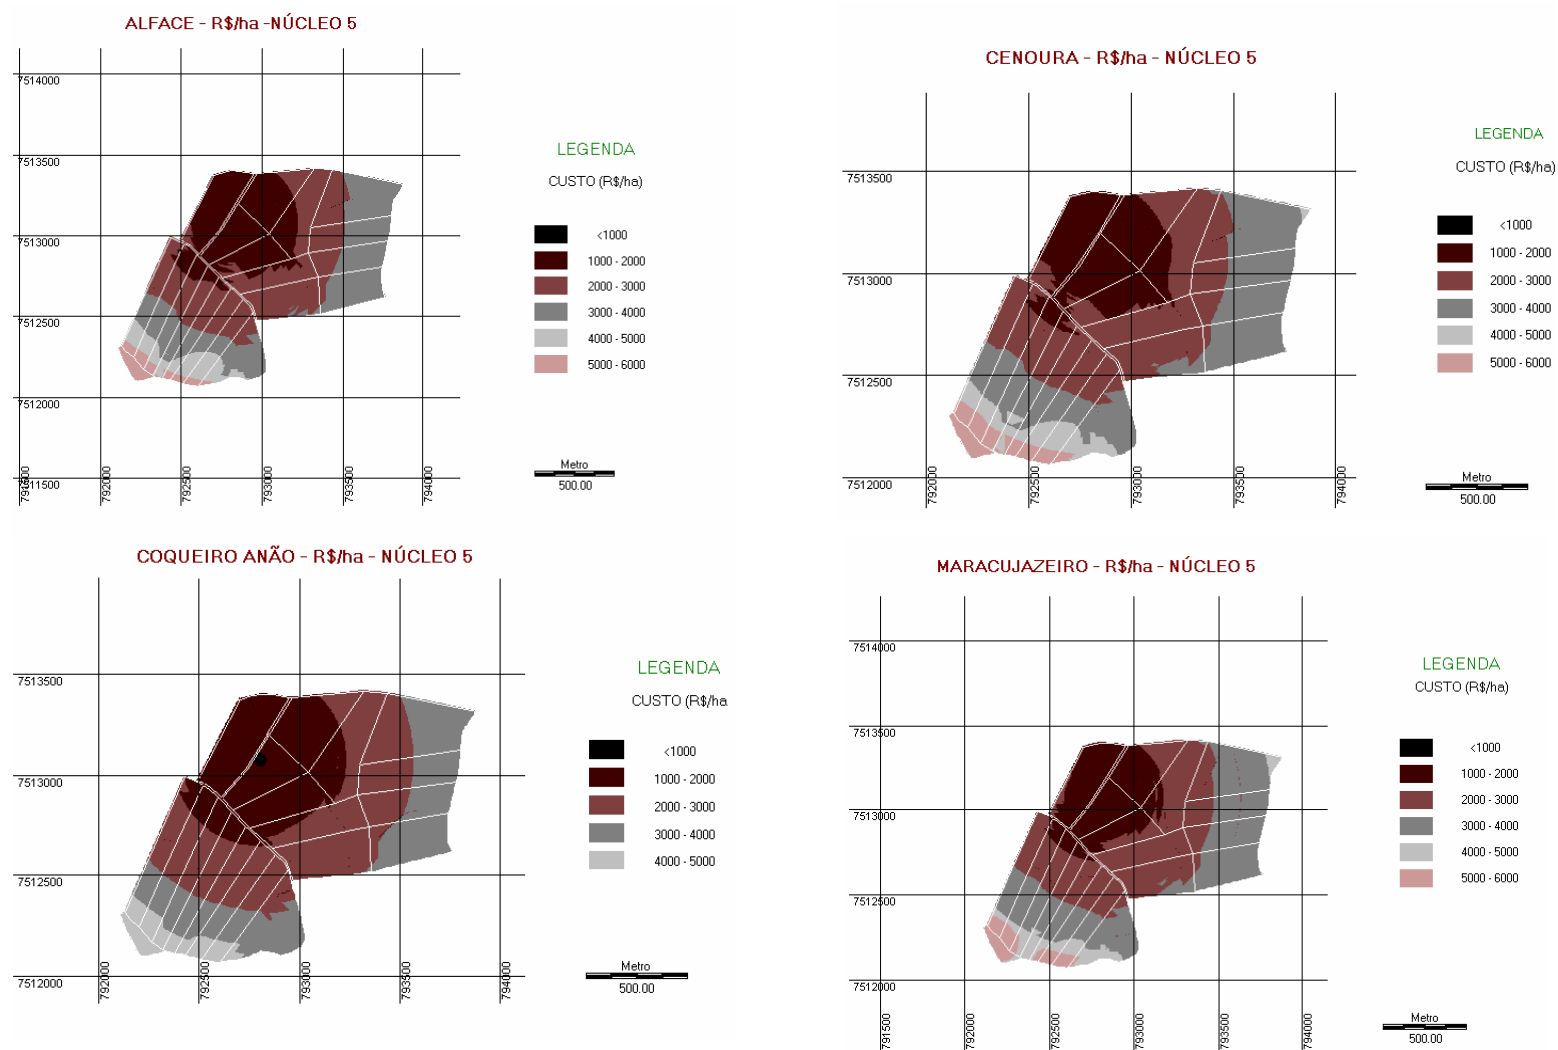 ALFACE - R$/ha -NÚCLEO 5
7514000
7513500
7513000
7512500
7512000
7511500
791500
792000
792500
793000
793500
794000
LEGENDA
CUSTO (R$/ha)
<1000
1000 - 2000
2000 - 3000
3000 - 4000
4000 - 5000
5000 - 6000
Metro
500.00
CENOURA - R$/ha - NÚCLEO 5
7513500
7513000
7512500
7512000
792000
792500
793000
793500
794000
LEGENDA
CUSTO (R$/ha)
<1000
1000 - 2000
2000 - 3000
3000 - 4000
4000 - 5000
5000 - 6000
Metro
500.00
COQUEIRO ANÃO - R$/ha - NÚCLEO 5
7513500
7513000
7512500
7512000
792000
792500
793000
793500
794000
LEGENDA
CUSTO (R$/ha
<1000
1000 - 2000
2000 - 3000
3000 - 4000
4000 - 5000
Metro
500.00
MARACUJAZEIRO - R$/ha - NÚCLEO 5
7514000
7513500
7513000
7512500
7512000
791500
792000
792500
793000
793500
794000
LEGENDA
CUSTO (R$/ha)
<1000
1000 - 2000
2000 - 3000
3000 - 4000
4000 - 5000
5000 - 6000
Metro
500.00